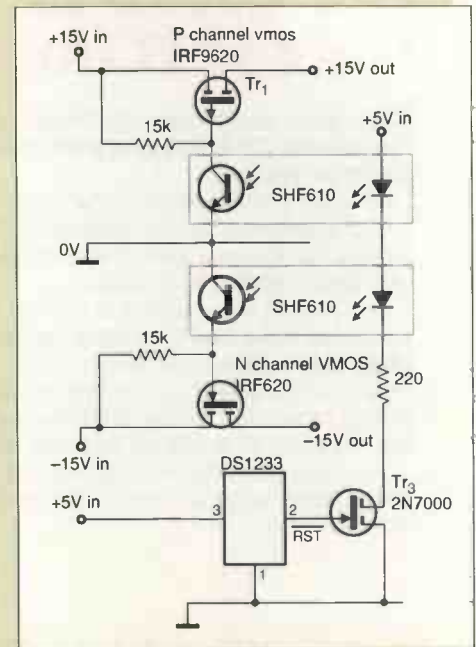 P channel vmos
+15V in
IRF9620
+15V out
Tr1
+5V in
15k
SHF610
0V
SHF610
15k
N channel VMOS
IRF620
220
-15V in
-15V out
DS1233
Tr3
2N7000
+5V in
3
2
RST
1